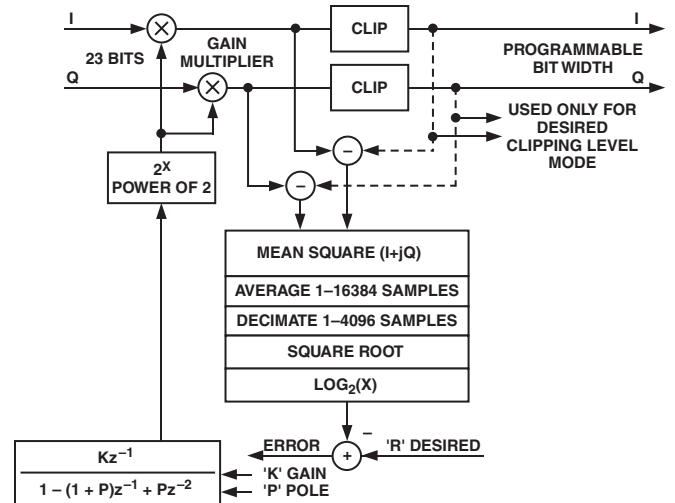 I
I
23 BITS
GAIN
MULTIPLIER
CLIP
PROGRAMMABLE
BIT WIDTH
Q
Q
CLIP
USED ONLY FOR
DESIRED
CLIPPING LEVEL
MODE
2^X
POWER OF 2
×
×
–
–
MEAN SQUARE (I+jQ)
AVERAGE 1–16384 SAMPLES
DECIMATE 1–4096 SAMPLES
SQUARE ROOT
LOG₂(X)
–
ERROR
+
'R' DESIRED
Kz⁻¹
1 – (1 + P)z⁻¹ + Pz⁻²
'K' GAIN
'P' POLE